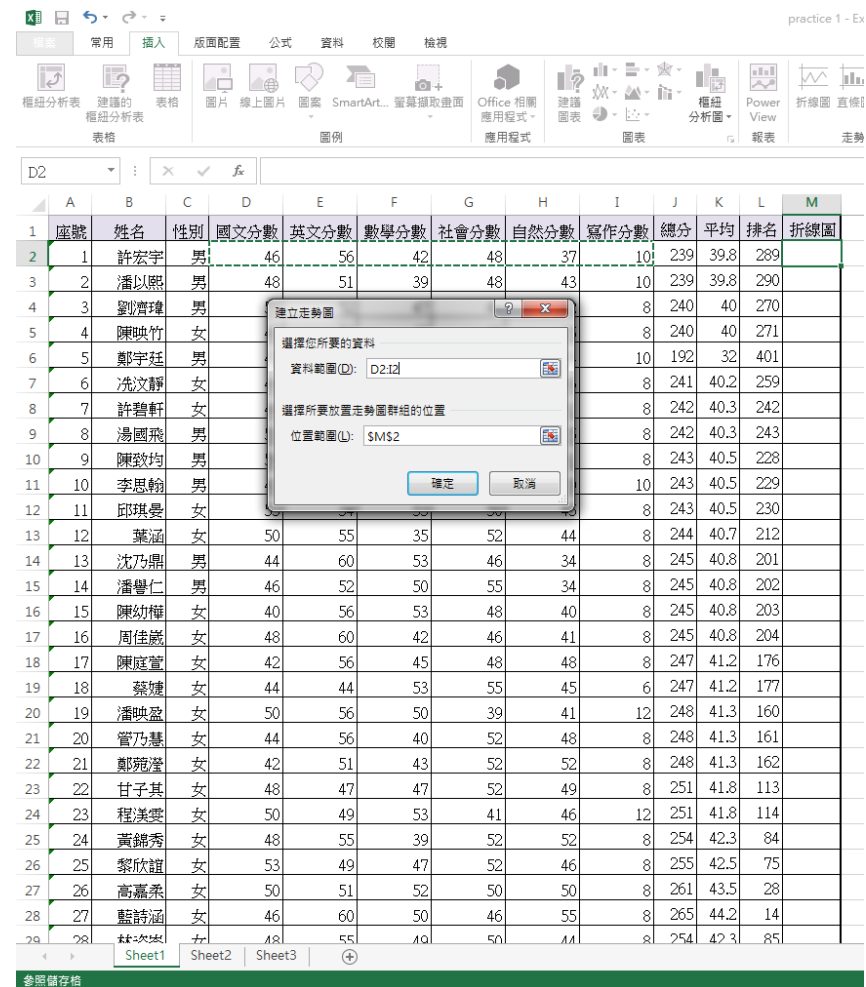 practice 1 - Ex
檔案 常用 插入 版面配置 公式 資料 校閱 檢視
樞紐分析表 建議的樞紐分析表 表格 圖片 線上圖片 圖案 SmartArt... 螢幕擷取畫面 Office 相關應用程式 建議圖表 樞紐分析圖 Power View 折線圖 直條圖
表格 圖例 應用程式 圖表 報表 走勢
D2 fx
A B C D E F G H I J K L M
1 座號 姓名 性別 國文分數 英文分數 數學分數 社會分數 自然分數 寫作分數 總分 平均 排名 折線圖
2 1 許宏宇 男 46 56 42 48 37 10 239 39.8 289
3 2 潘以熙 男 48 51 39 48 43 10 239 39.8 290
4 3 劉濟瑋 男 8 240 40 270
5 4 陳映竹 女 8 240 40 271
6 5 鄭宇廷 男 10 192 32 401
7 6 冼汶靜 女 8 241 40.2 259
8 7 許碧軒 女 8 242 40.3 242
9 8 湯國飛 男 8 242 40.3 243
10 9 陳致均 男 8 243 40.5 228
11 10 李思翰 男 10 243 40.5 229
12 11 邱琪晏 女 8 243 40.5 230
13 12 葉涵 女 50 55 35 52 44 8 244 40.7 212
14 13 沈乃鼎 男 44 60 53 46 34 8 245 40.8 201
15 14 潘譽仁 男 46 52 50 55 34 8 245 40.8 202
16 15 陳幼樺 女 40 56 53 48 40 8 245 40.8 203
17 16 周佳崴 女 48 60 42 46 41 8 245 40.8 204
18 17 陳庭萱 女 42 56 45 48 48 8 247 41.2 176
19 18 蔡婕 女 44 44 53 55 45 6 247 41.2 177
20 19 潘映盈 女 50 56 50 39 41 12 248 41.3 160
21 20 管乃慧 女 44 56 40 52 48 8 248 41.3 161
22 21 鄭菀瀅 女 42 51 43 52 52 8 248 41.3 162
23 22 甘子其 女 48 47 47 52 49 8 251 41.8 113
24 23 程渼雯 女 50 49 53 41 46 12 251 41.8 114
25 24 黃錦秀 女 48 55 39 52 52 8 254 42.3 84
26 25 黎欣誼 女 53 49 47 52 46 8 255 42.5 75
27 26 高嘉柔 女 50 51 52 50 50 8 261 43.5 28
28 27 藍詩涵 女 46 60 50 46 55 8 265 44.2 14
29 28 女 48 55 49 50 44 8 254 42.3 85
建立走勢圖 ?
選擇您所要的資料
資料範圍(D): D2:I2
選擇所要放置走勢圖群組的位置
位置範圍(L): $M$2
確定 取消
Sheet1 Sheet2 Sheet3
參照儲存格